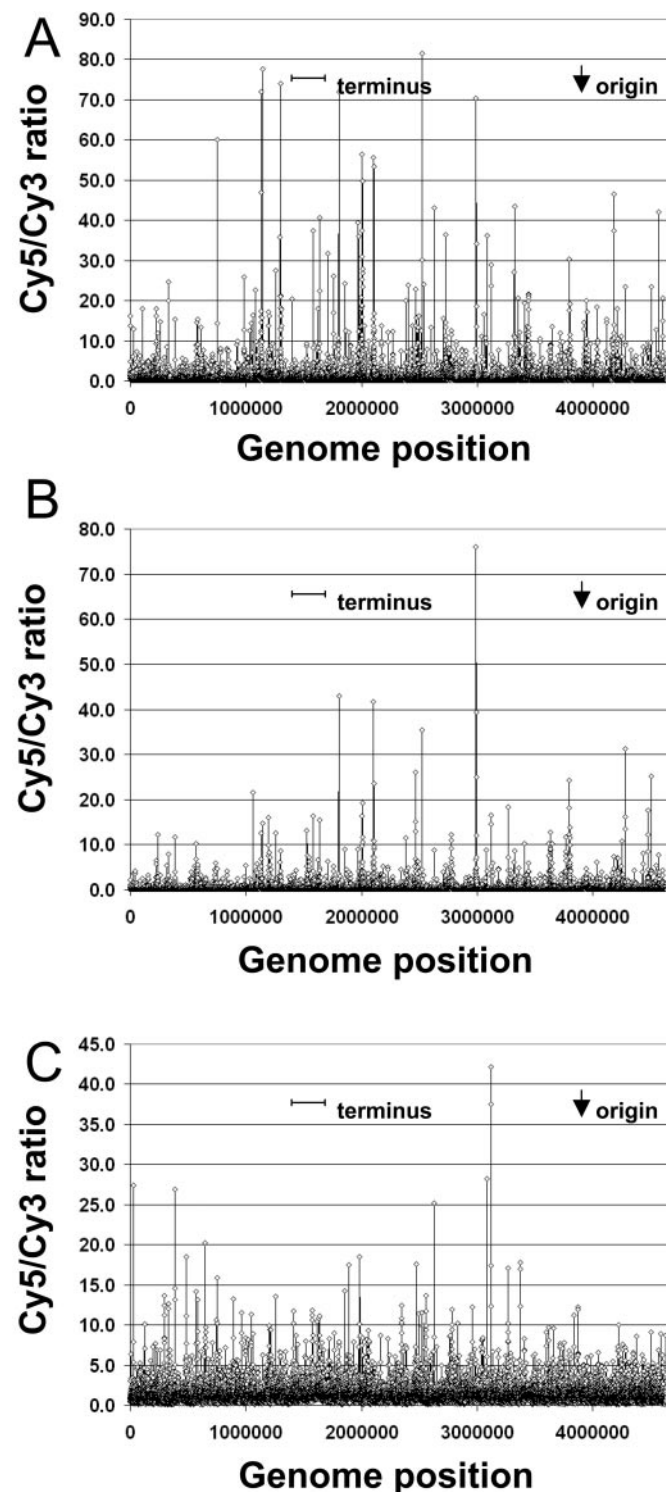 A
Cy5/Cy3 ratio
90.0
80.0
70.0
60.0
50.0
40.0
30.0
20.0
10.0
0.0
terminus
origin
0 1000000 2000000 3000000 4000000
Genome position
B
Cy5/Cy3 ratio
80.0
70.0
60.0
50.0
40.0
30.0
20.0
10.0
0.0
terminus
origin
0 1000000 2000000 3000000 4000000
Genome position
C
Cy5/Cy3 ratio
45.0
40.0
35.0
30.0
25.0
20.0
15.0
10.0
5.0
0.0
terminus
origin
0 1000000 2000000 3000000 4000000
Genome position